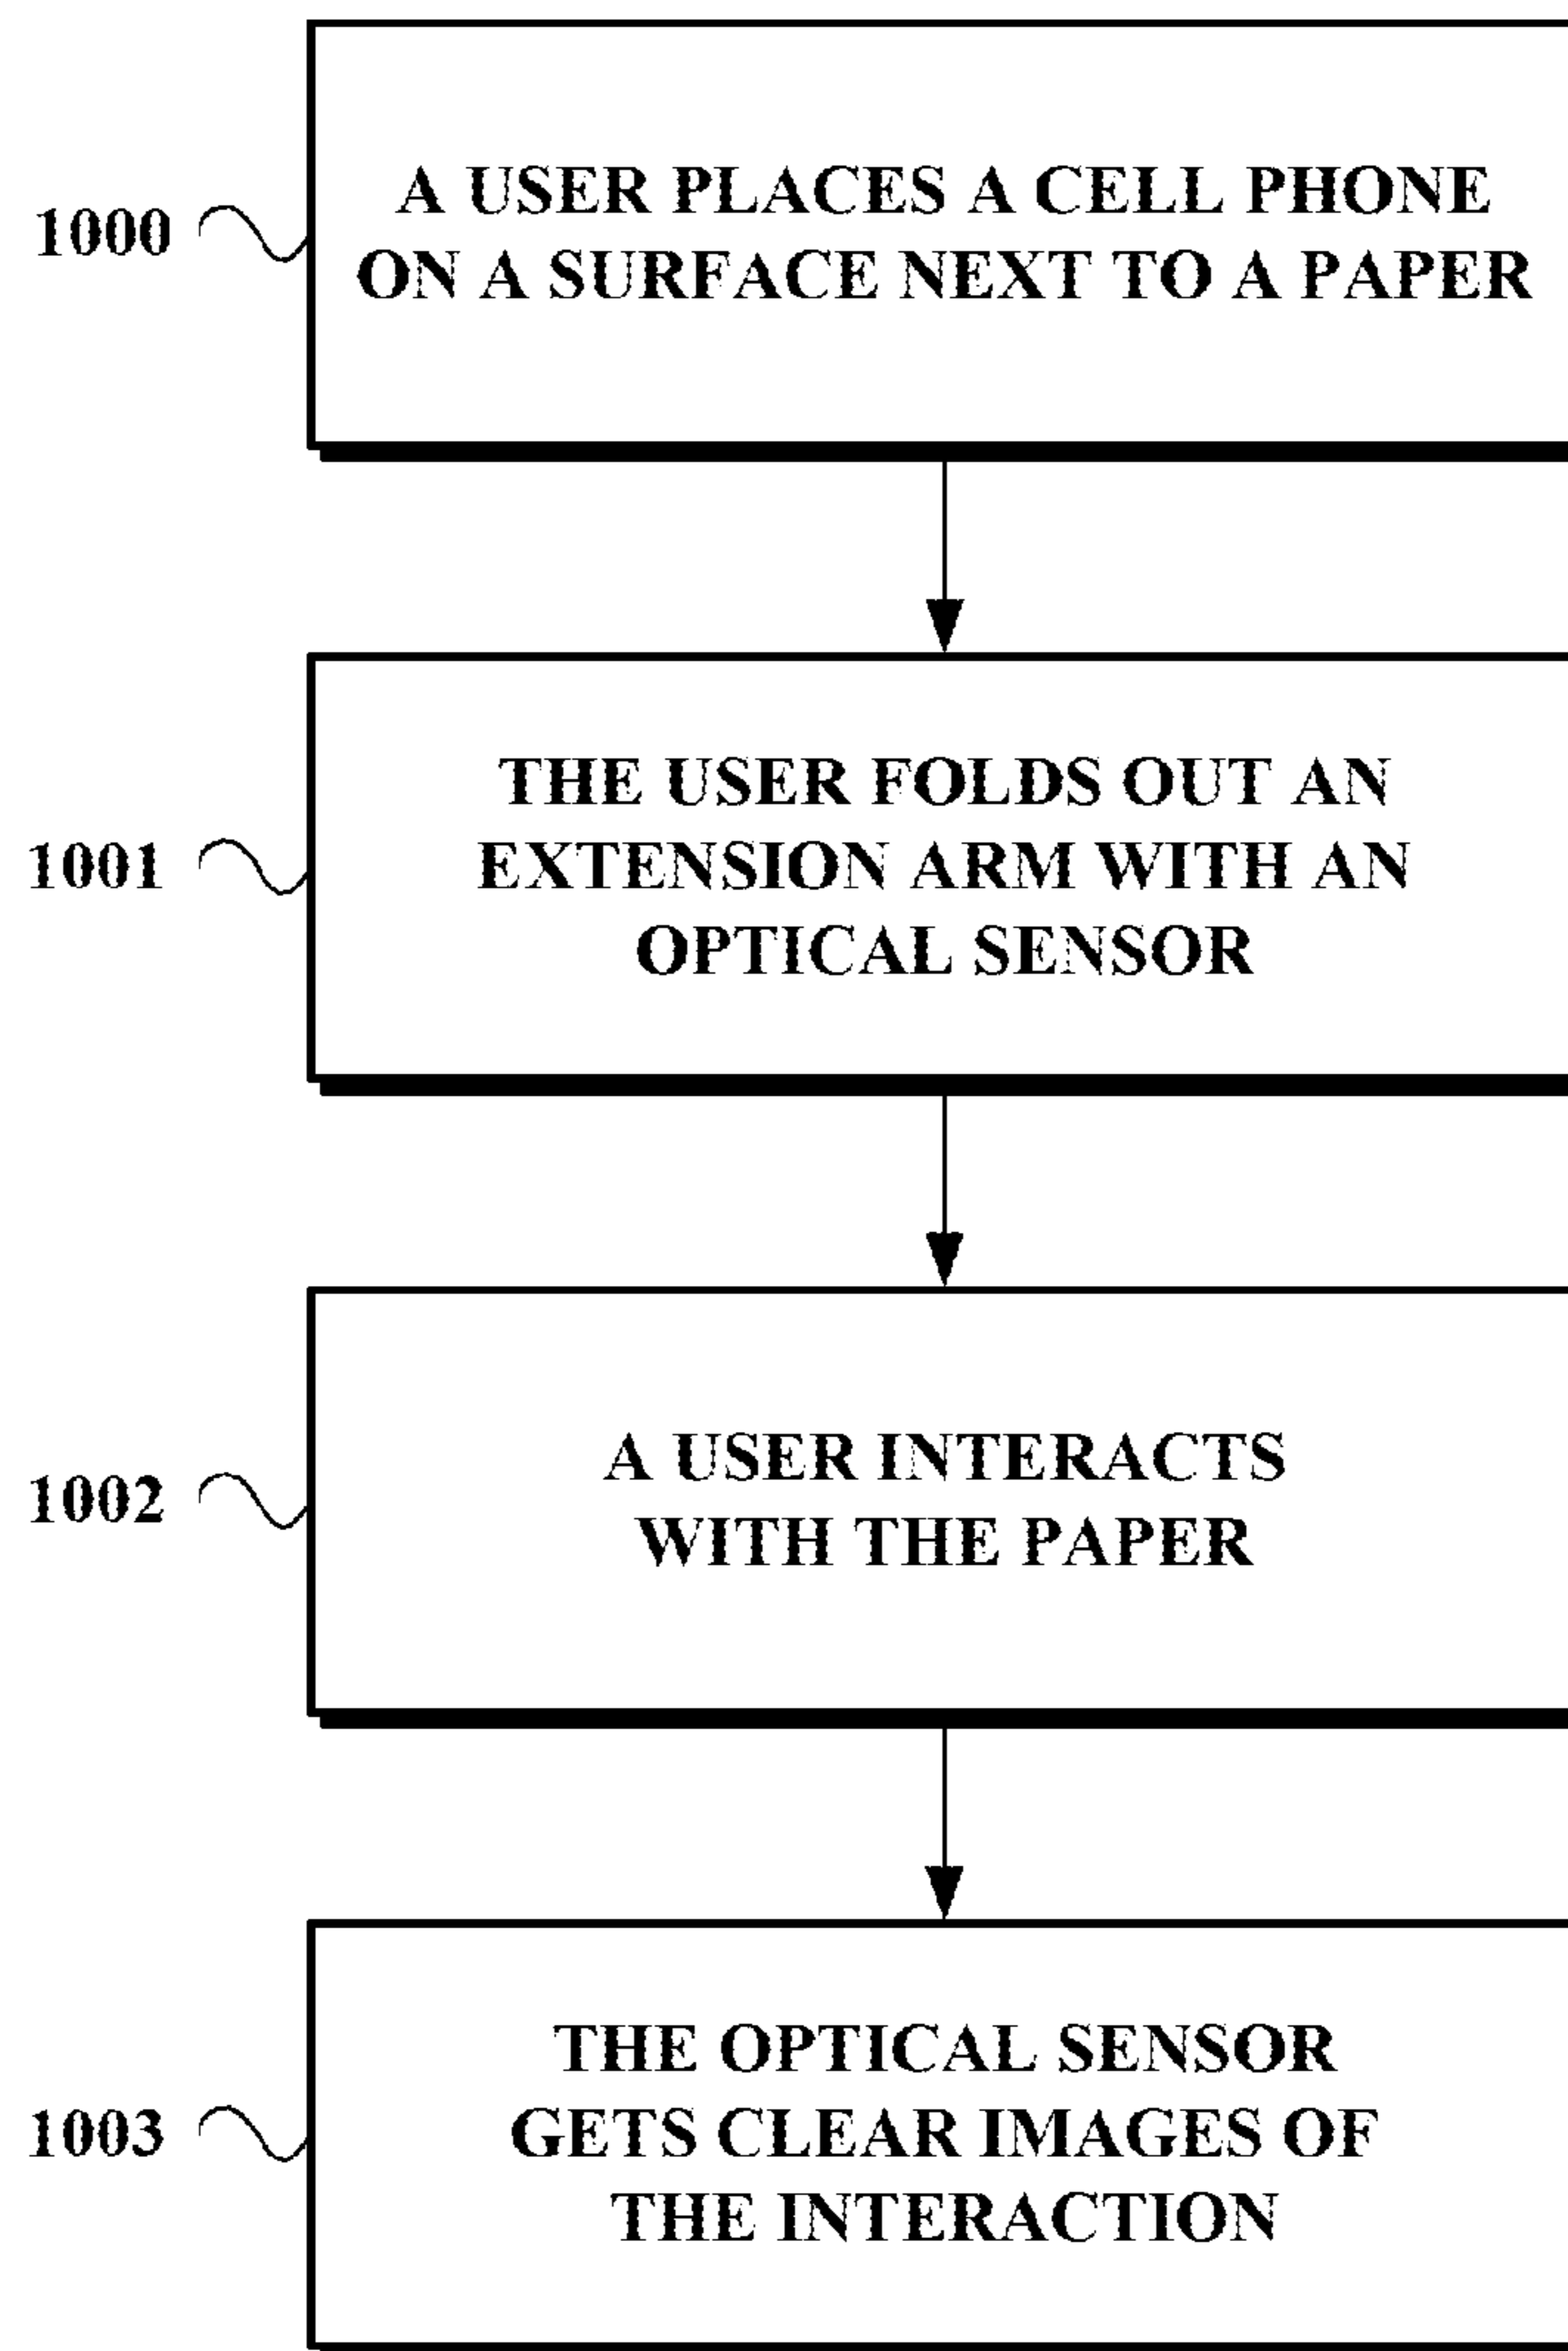 1000
A USER PLACES A CELL PHONE
ON A SURFACE NEXT TO A PAPER
1001
THE USER FOLDS OUT AN
EXTENSION ARM WITH AN
OPTICAL SENSOR
1002
A USER INTERACTS
WITH THE PAPER
1003
THE OPTICAL SENSOR
GETS CLEAR IMAGES OF
THE INTERACTION